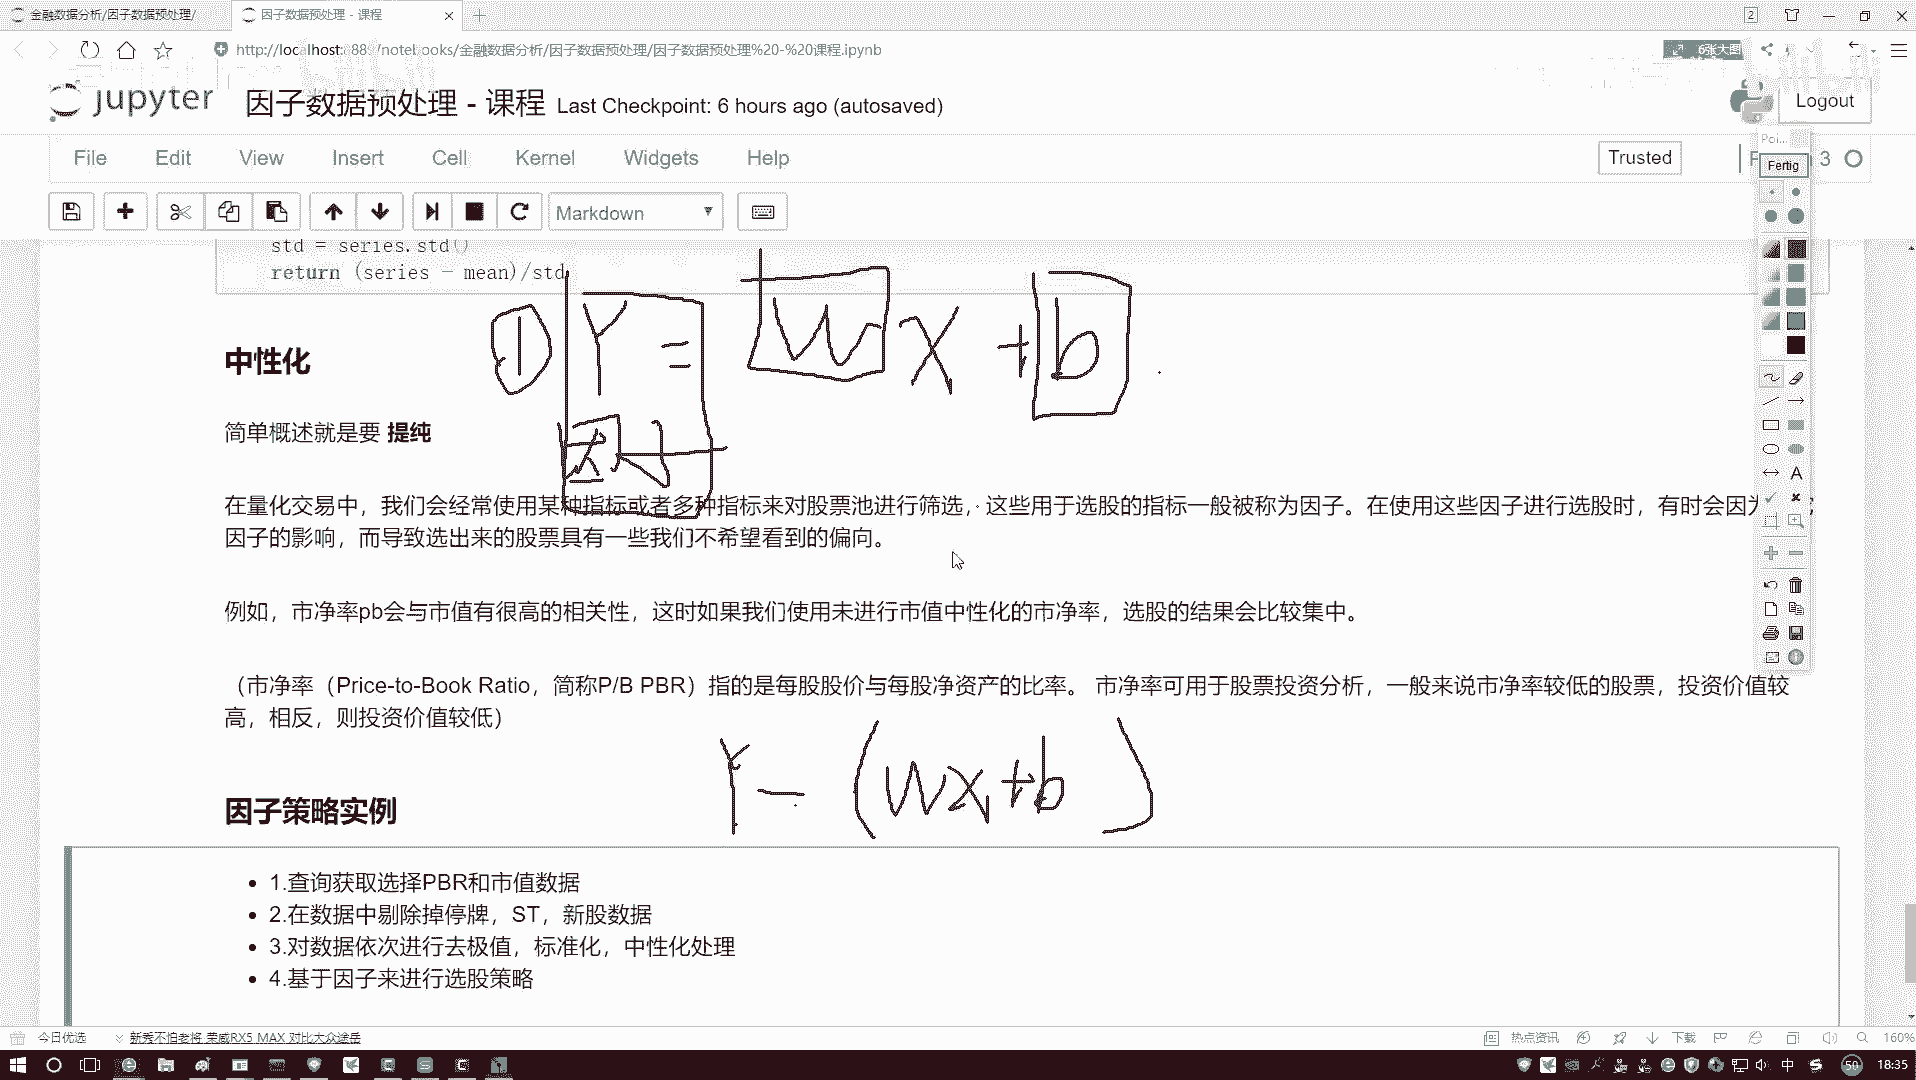 金融数据分析/因子数据预处理/
因子数据预处理 - 课程
2
http://localhost:888/notebooks/金融数据分析/因子数据预处理/因子数据预处理%20-%20课程.ipynb
6张大图
jupyter 因子数据预处理 - 课程 Last Checkpoint: 6 hours ago (autosaved)
Logout
File Edit View Insert Cell Kernel Widgets Help
Trusted
3
Poi...
Fertig
Markdown
std = series.std()
return (series - mean)/std
① Y = W X + b
因子
中性化
简单概述就是要 提纯
在量化交易中，我们会经常使用某种指标或者多种指标来对股票池进行筛选，这些用于选股的指标一般被称为因子。在使用这些因子进行选股时，有时会因为
因子的影响，而导致选出来的股票具有一些我们不希望看到的偏向。
例如，市净率pb会与市值有很高的相关性，这时如果我们使用未进行市值中性化的市净率，选股的结果会比较集中。
（市净率（Price-to-Book Ratio，简称P/B PBR）指的是每股股价与每股净资产的比率。 市净率可用于股票投资分析，一般来说市净率较低的股票，投资价值较
高，相反，则投资价值较低）
Y - (WX+b)
因子策略实例
1.查询获取选择PBR和市值数据
2.在数据中剔除掉停牌，ST，新股数据
3.对数据依次进行去极值，标准化，中性化处理
4.基于因子来进行选股策略
今日优选
新秀不怕老将 荣威RX5 MAX 对比大众途岳
热点资讯
下载
160%
中
50
18:35